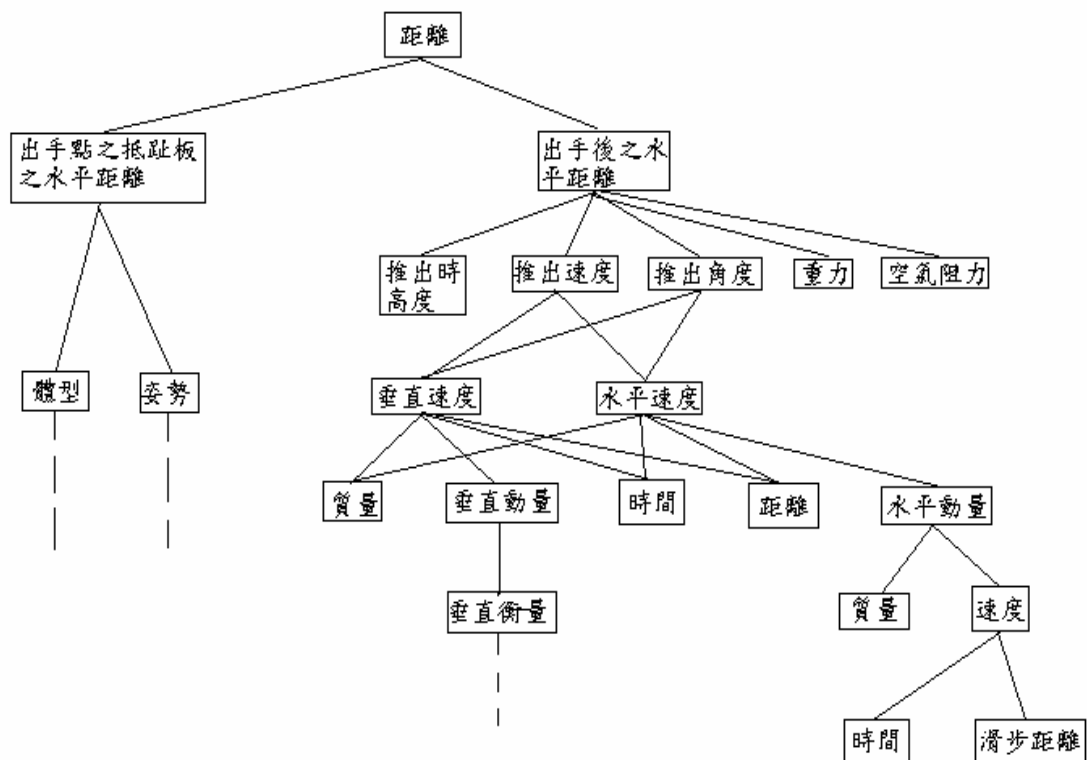 距離
出手點之抵趾板
之水平距離
出手後之水
平距離
推出時
高度
推出速度
推出角度
重力
空氣阻力
體型
姿勢
垂直速度
水平速度
質量
垂直動量
時間
距離
水平動量
垂直衝量
質量
速度
時間
滑步距離